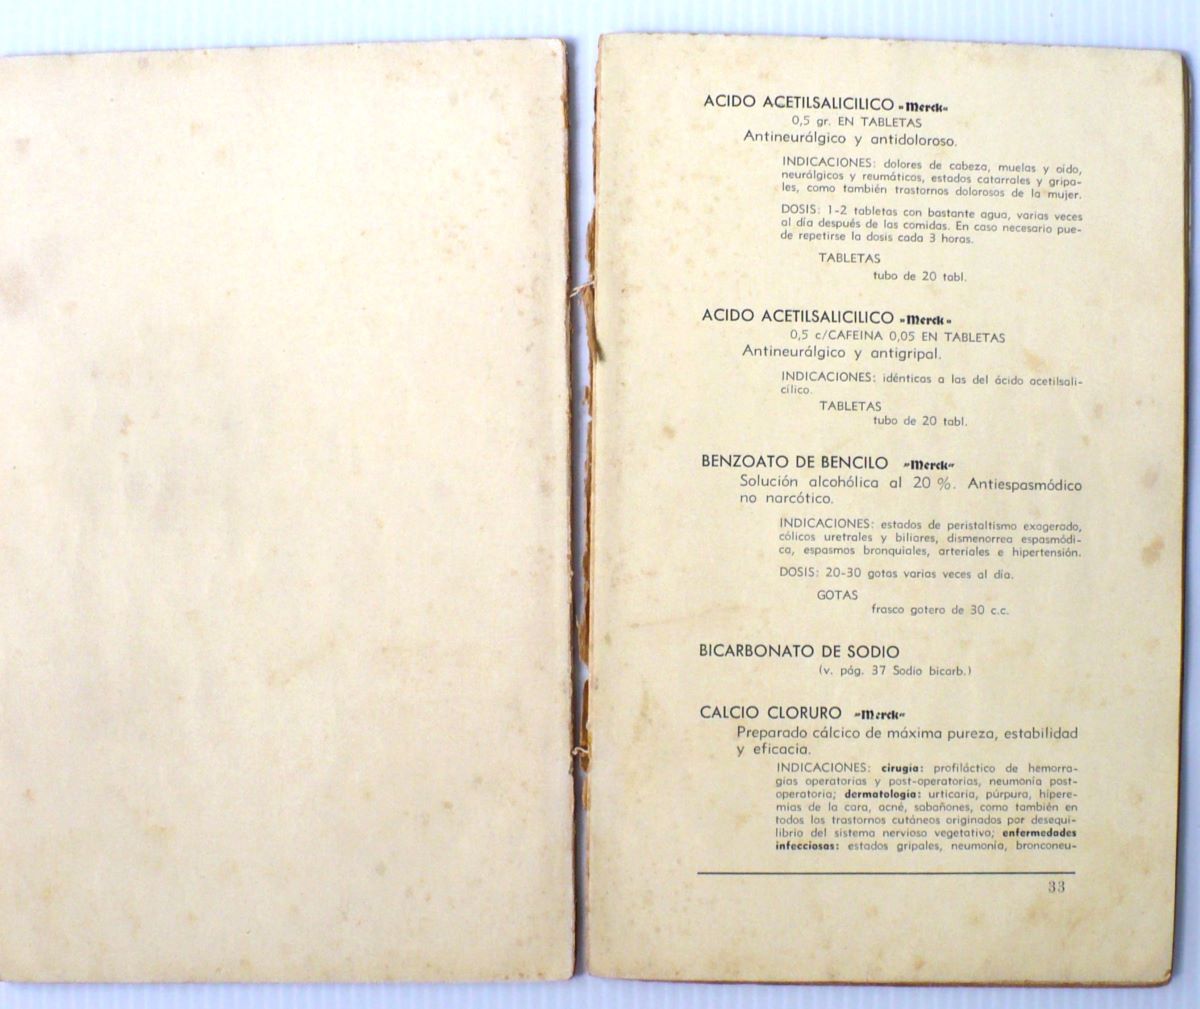 ACIDO ACETILSALICILICO »Merck«
0,5 gr. EN TABLETAS
Antineurálgico y antidoloroso.
INDICACIONES: dolores de cabeza, muelas y oido,
neurálgicos y reumáticos, estados catarrales y gripa-
les, como también trastornos dolorosos de la mujer.
DOSIS: 1-2 tabletas con bastante agua, varias veces
al día después de las comidas. En caso necesario pue-
de repetirse la dosis cada 3 horas.
TABLETAS
tubo de 20 tabl.
ACIDO ACETILSALICILICO »Merck«
0,5 c/CAFEINA 0,05 EN TABLETAS
Antineurálgico y antigripal.
INDICACIONES: idénticas a las del ácido acetilsali-
cílico.
TABLETAS
tubo de 20 tabl.
BENZOATO DE BENCILO »Merck«
Solución alcohólica al 20 %. Antiespasmódico
no narcótico.
INDICACIONES: estados de peristaltismo exagerado,
cólicos uretrales y biliares, dismenorrea espasmódi-
ca, espasmos bronquiales, arteriales e hipertensión.
DOSIS: 20-30 gotas varias veces al día.
GOTAS
frasco gotero de 30 c.c.
BICARBONATO DE SODIO
(v. pág. 37 Sodio bicarb.)
CALCIO CLORURO »Merck«
Preparado cálcico de máxima pureza, estabilidad
y eficacia.
INDICACIONES: cirugía: profiláctico de hemorra-
gias operatorias y post-operatorias, neumonía post-
operatoria; dermatología: urticaria, púrpura, hipere-
mias de la cara, acné, sabañones, como también en
todos los trastornos cutáneos originados por desequi-
librio del sistema nervioso vegetativo; enfermedades
infecciosas: estados gripales, neumonía, bronconeu-
33